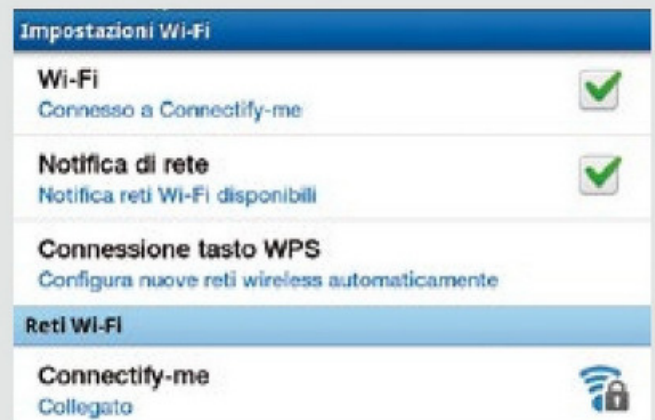 Impostazioni Wi-Fi
Wi-Fi
Connesso a Connectify-me
Notifica di rete
Notifica reti Wi-Fi disponibili
Connessione tasto WPS
Configura nuove reti wireless automaticamente
Reti Wi-Fi
Connectify-me
Collegato